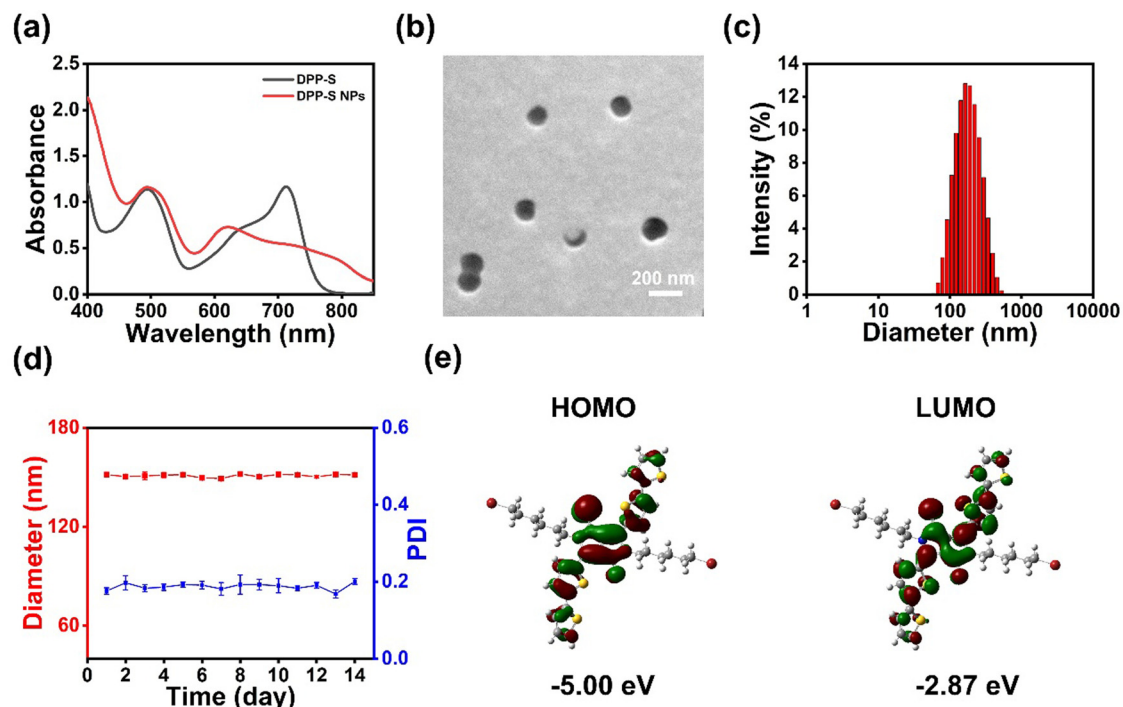 (a)
DPP-S
DPP-S NPs
2.5
2.0
1.5
1.0
0.5
0.0
Absorbance
400 500 600 700 800
Wavelength (nm)
(b)
200 nm
(c)
14
12
10
8
6
4
2
0
Intensity (%)
1 10 100 1000 10000
Diameter (nm)
(d)
180
120
60
Diameter (nm)
0.6
0.4
0.2
0.0
PDI
0 2 4 6 8 10 12 14
Time (day)
(e)
HOMO LUMO
-5.00 eV -2.87 eV